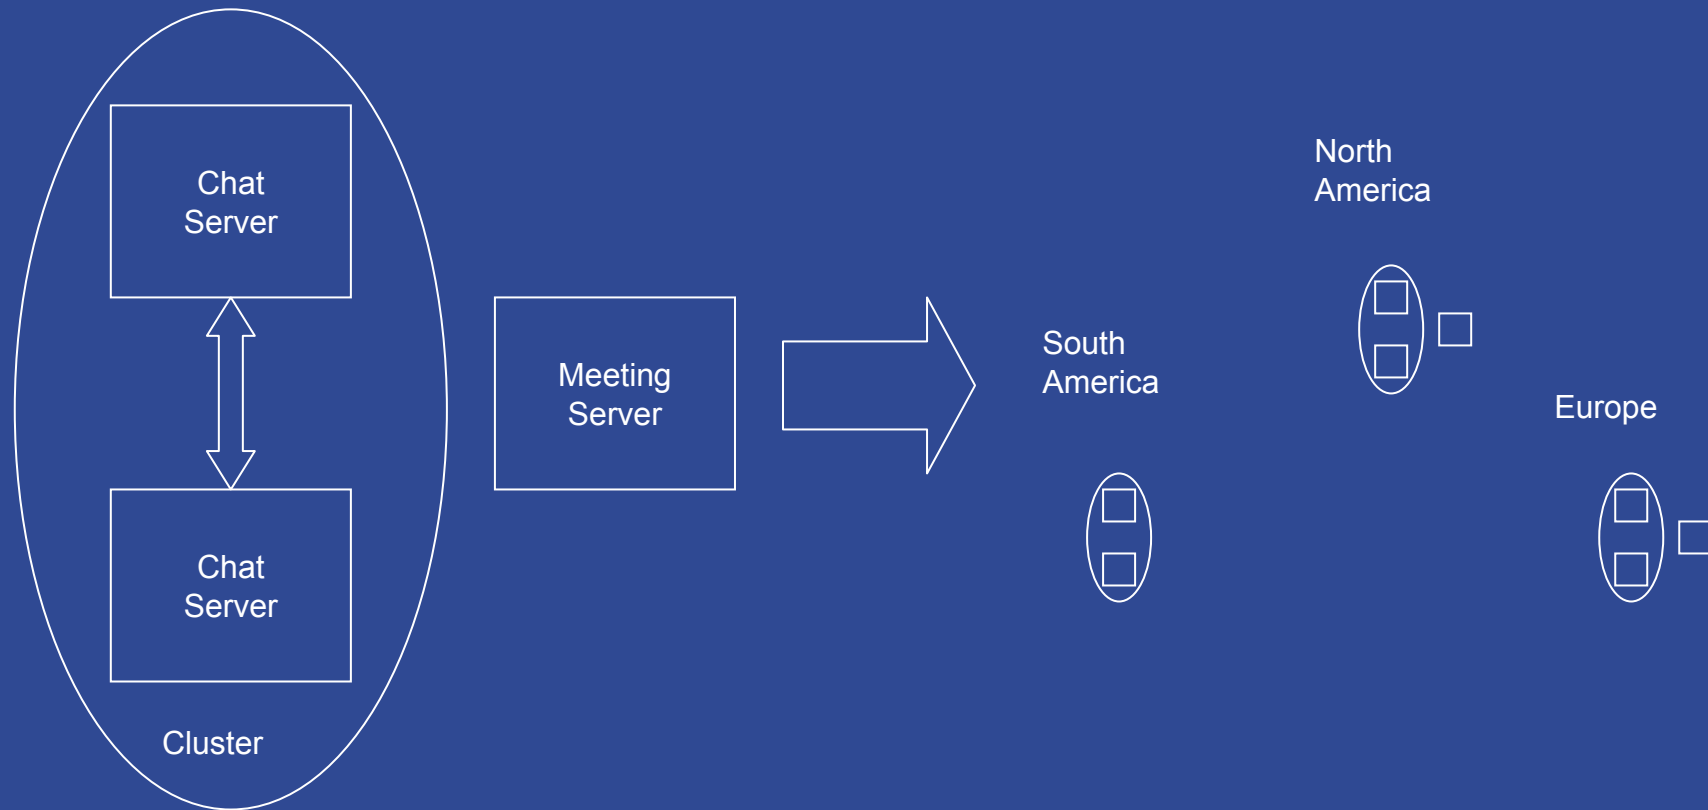 Chat
Server
Chat
Server
Cluster
Meeting
Server
South
America
North
America
Europe